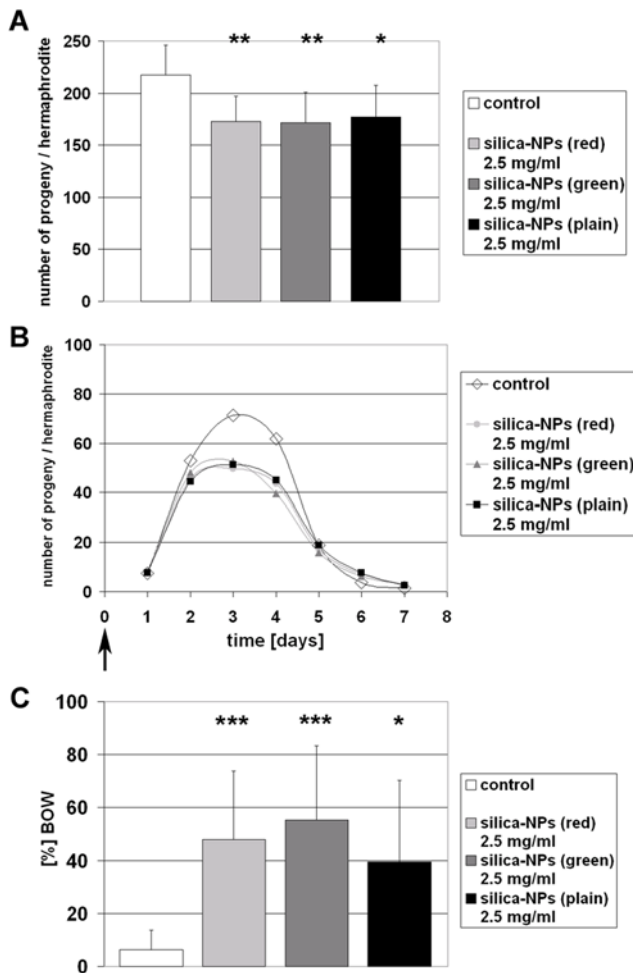 A
number of progeny / hermaphrodite
250
200
150
100
50
0
** ** *
control
silica-NPs (red)
2.5 mg/ml
silica-NPs (green)
2.5 mg/ml
silica-NPs (plain)
2.5 mg/ml
B
number of progeny / hermaphrodite
100
80
60
40
20
0
0 1 2 3 4 5 6 7 8
time [days]
control
silica-NPs (red)
2.5 mg/ml
silica-NPs (green)
2.5 mg/ml
silica-NPs (plain)
2.5 mg/ml
C
[%] BOW
100
80
60
40
20
0
*** *** *
control
silica-NPs (red)
2.5 mg/ml
silica-NPs (green)
2.5 mg/ml
silica-NPs (plain)
2.5 mg/ml